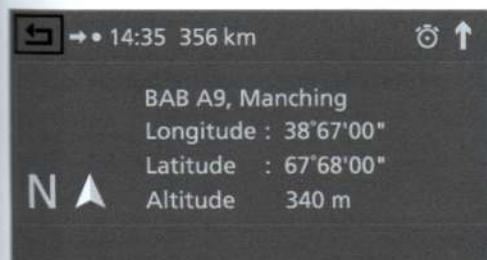 14:35 356 km
BAB A9, Manching
Longitude : 38°67'00"
Latitude : 67°68'00"
N
Altitude 340 m